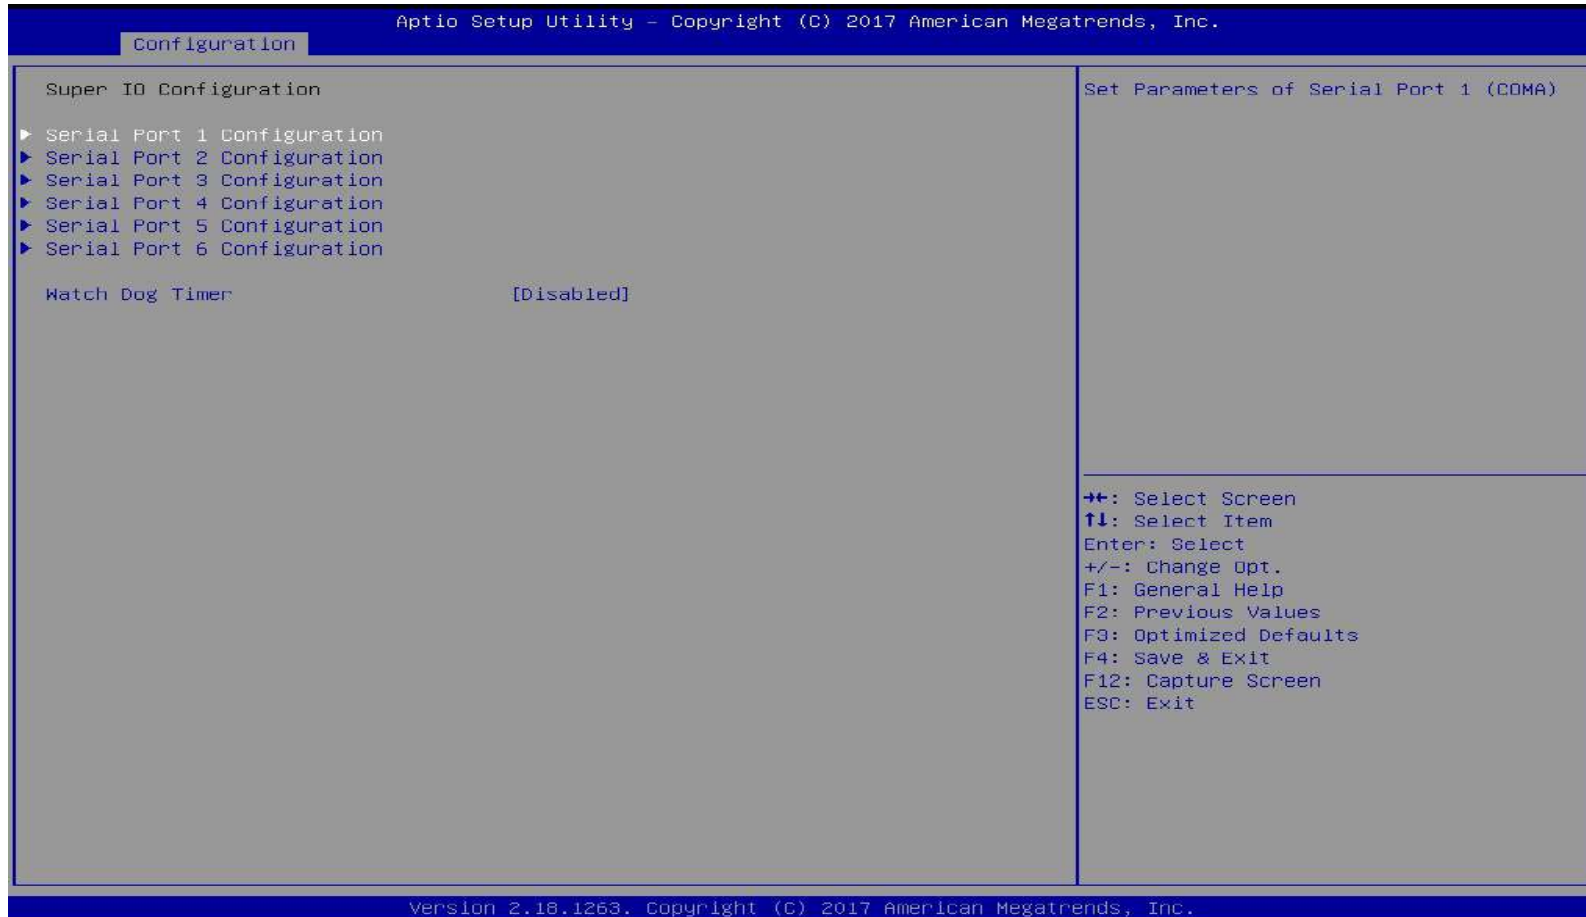 Aptio Setup Utility – Copyright (C) 2017 American Megatrends, Inc.
Configuration
Super IO Configuration
▶ Serial Port 1 Configuration
▶ Serial Port 2 Configuration
▶ Serial Port 3 Configuration
▶ Serial Port 4 Configuration
▶ Serial Port 5 Configuration
▶ Serial Port 6 Configuration
Watch Dog Timer [Disabled]
Set Parameters of Serial Port 1 (COMA)
→←: Select Screen
↑↓: Select Item
Enter: Select
+/-: Change Opt.
F1: General Help
F2: Previous Values
F3: Optimized Defaults
F4: Save & Exit
F12: Capture Screen
ESC: Exit
Version 2.18.1263. Copyright (C) 2017 American Megatrends, Inc.